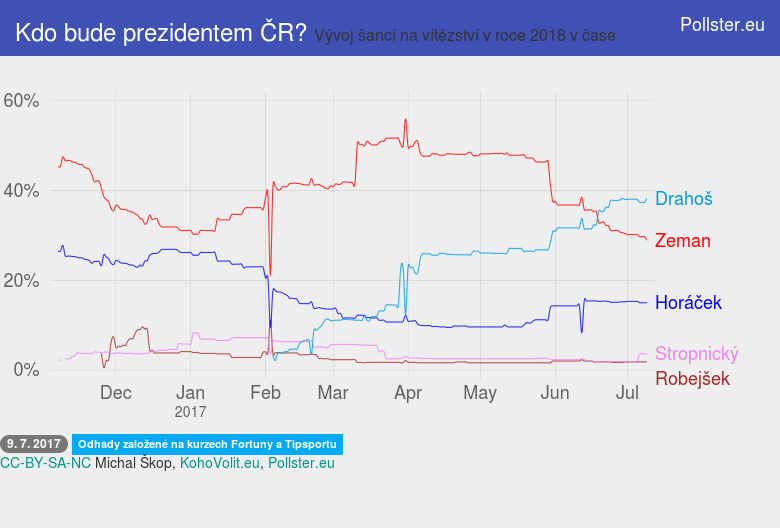 Kdo bude prezidentem ČR? Vývoj šancí na vítězství v roce 2018 v čase
Pollster.eu
60%
40%
20%
0%
Drahoš
Zeman
Horáček
Stropnický
Robejšek
Dec Jan Feb Mar Apr May Jun Jul
2017
9. 7. 2017 Odhady založené na kurzech Fortuny a Tipsportu
CC-BY-SA-NC Michal Škop, KohoVolit.eu, Pollster.eu